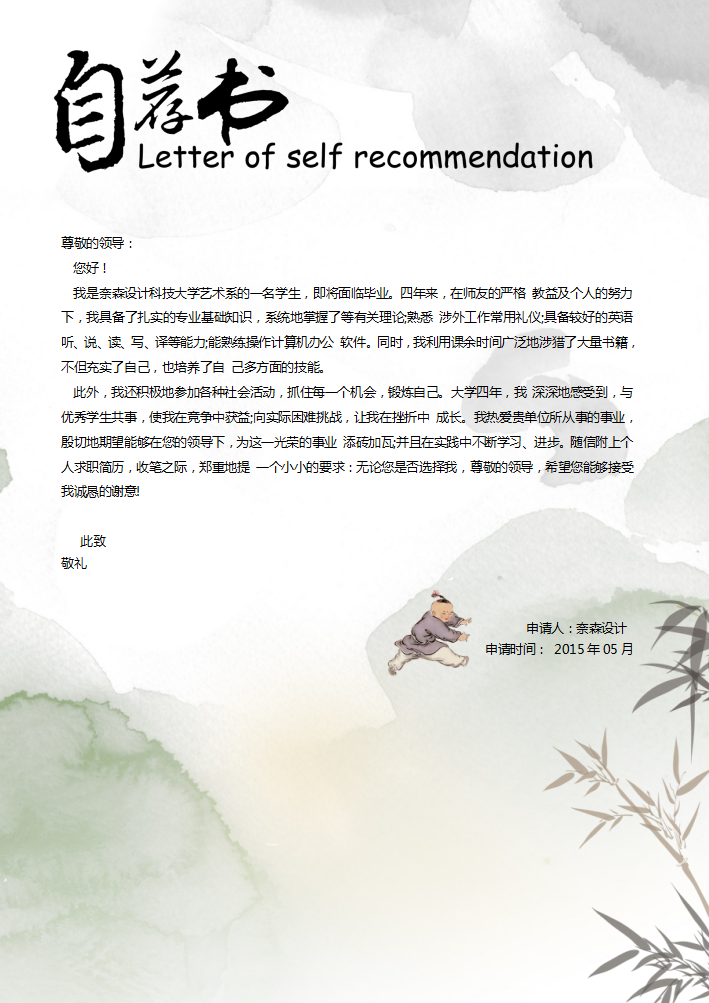 自荐书
Letter of self recommendation
尊敬的领导：
您好！
我是奈森设计科技大学艺术系的一名学生，即将面临毕业。四年来，在师友的严格 教益及个人的努力
下，我具备了扎实的专业基础知识，系统地掌握了等有关理论;熟悉 涉外工作常用礼仪;具备较好的英语
听、说、读、写、译等能力;能熟练操作计算机办公 软件。同时，我利用课余时间广泛地涉猎了大量书籍，
不但充实了自己，也培养了自 己多方面的技能。
此外，我还积极地参加各种社会活动，抓住每一个机会，锻炼自己。大学四年，我 深深地感受到，与
优秀学生共事，使我在竞争中获益;向实际困难挑战，让我在挫折中 成长。我热爱贵单位所从事的事业，
殷切地期望能够在您的领导下，为这一光荣的事业 添砖加瓦;并且在实践中不断学习、进步。随信附上个
人求职简历，收笔之际，郑重地提 一个小小的要求：无论您是否选择我，尊敬的领导，希望您能够接受
我诚恳的谢意!
此致
敬礼
申请人：奈森设计
申请时间： 2015 年 05 月